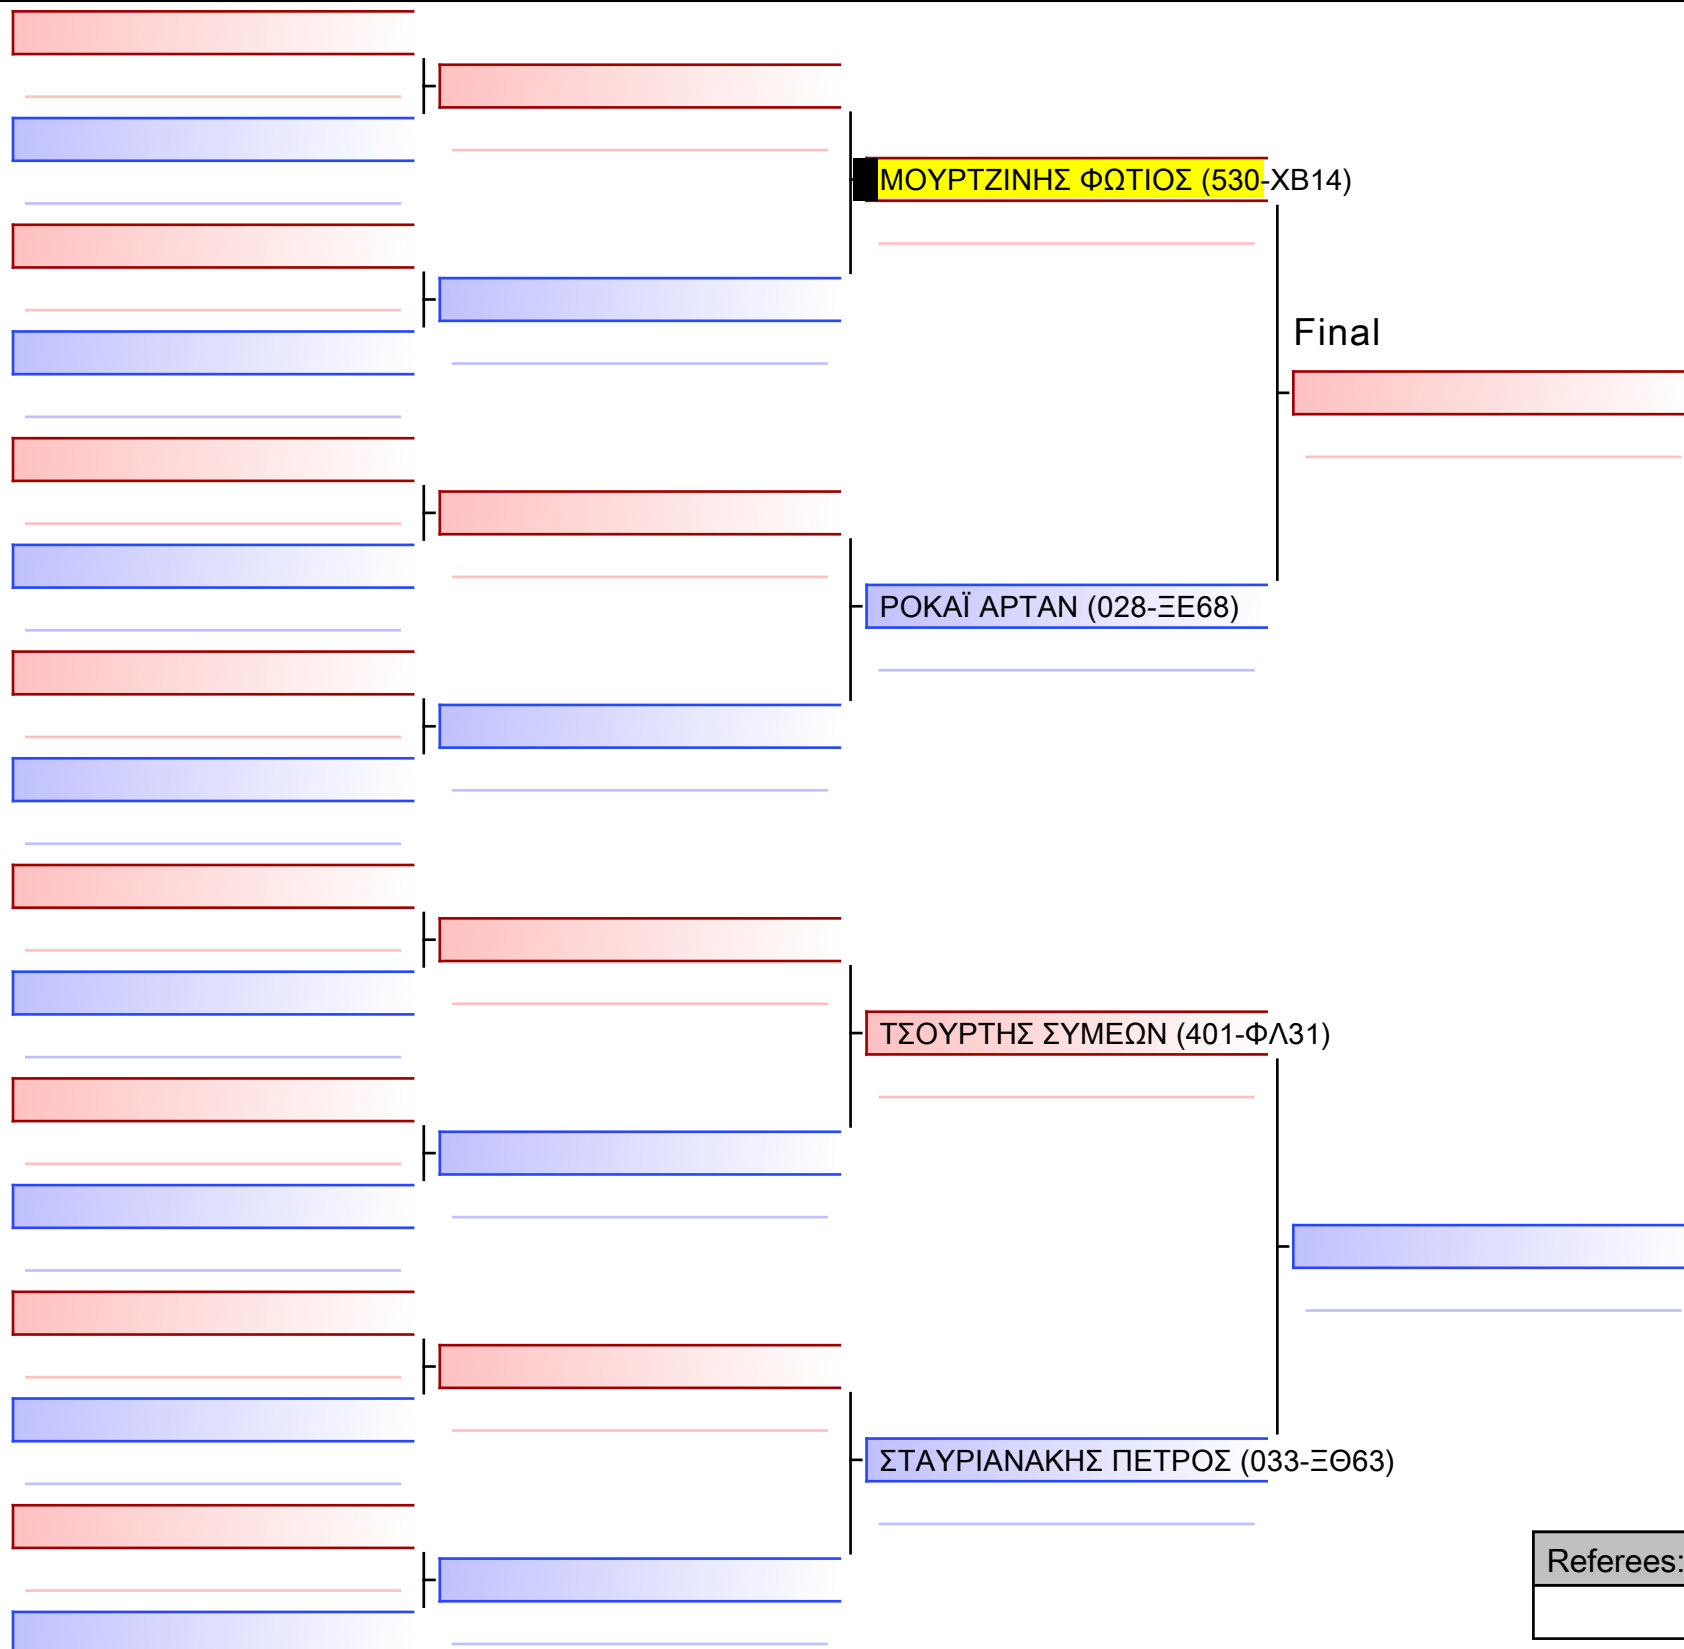 ΜΟΥΡΤΖΙΝΗΣ ΦΩΤΙΟΣ (530-ΧΒ14)
Final
ΡΟΚΑΪ ΑΡΤΑΝ (028-ΞΕ68)
ΤΣΟΥΡΤΗΣ ΣΥΜΕΩΝ (401-ΦΛ31)
ΣΤΑΥΡΙΑΝΑΚΗΣ ΠΕΤΡΟΣ (033-ΞΘ63)
Referees: